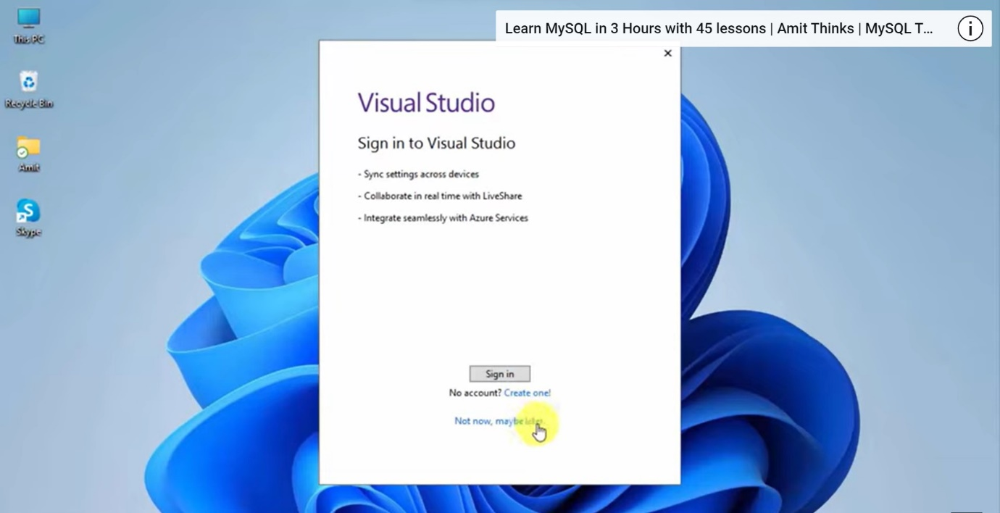 Learn MySQL in 3 Hours with 45 lessons | Amit Thinks | MySQL T...
This PC
Recycle Bin
Amit
S
Skype
Visual Studio
Sign in to Visual Studio
- Sync settings across devices
- Collaborate in real time with LiveShare
- Integrate seamlessly with Azure Services
Sign in
No account? Create one!
Not now, maybe later.